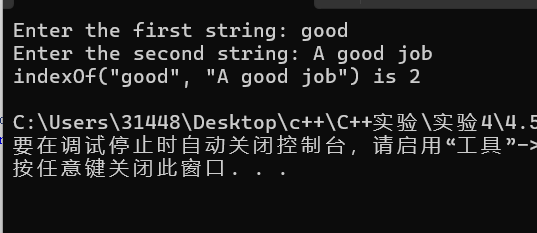 Enter the first string: good
Enter the second string: A good job
indexOf("good", "A good job") is 2
C:\Users\31448\Desktop\c++\C++实验\实验4\4.5
要在调试停止时自动关闭控制台，请启用“工具”->
按任意键关闭此窗口. . .